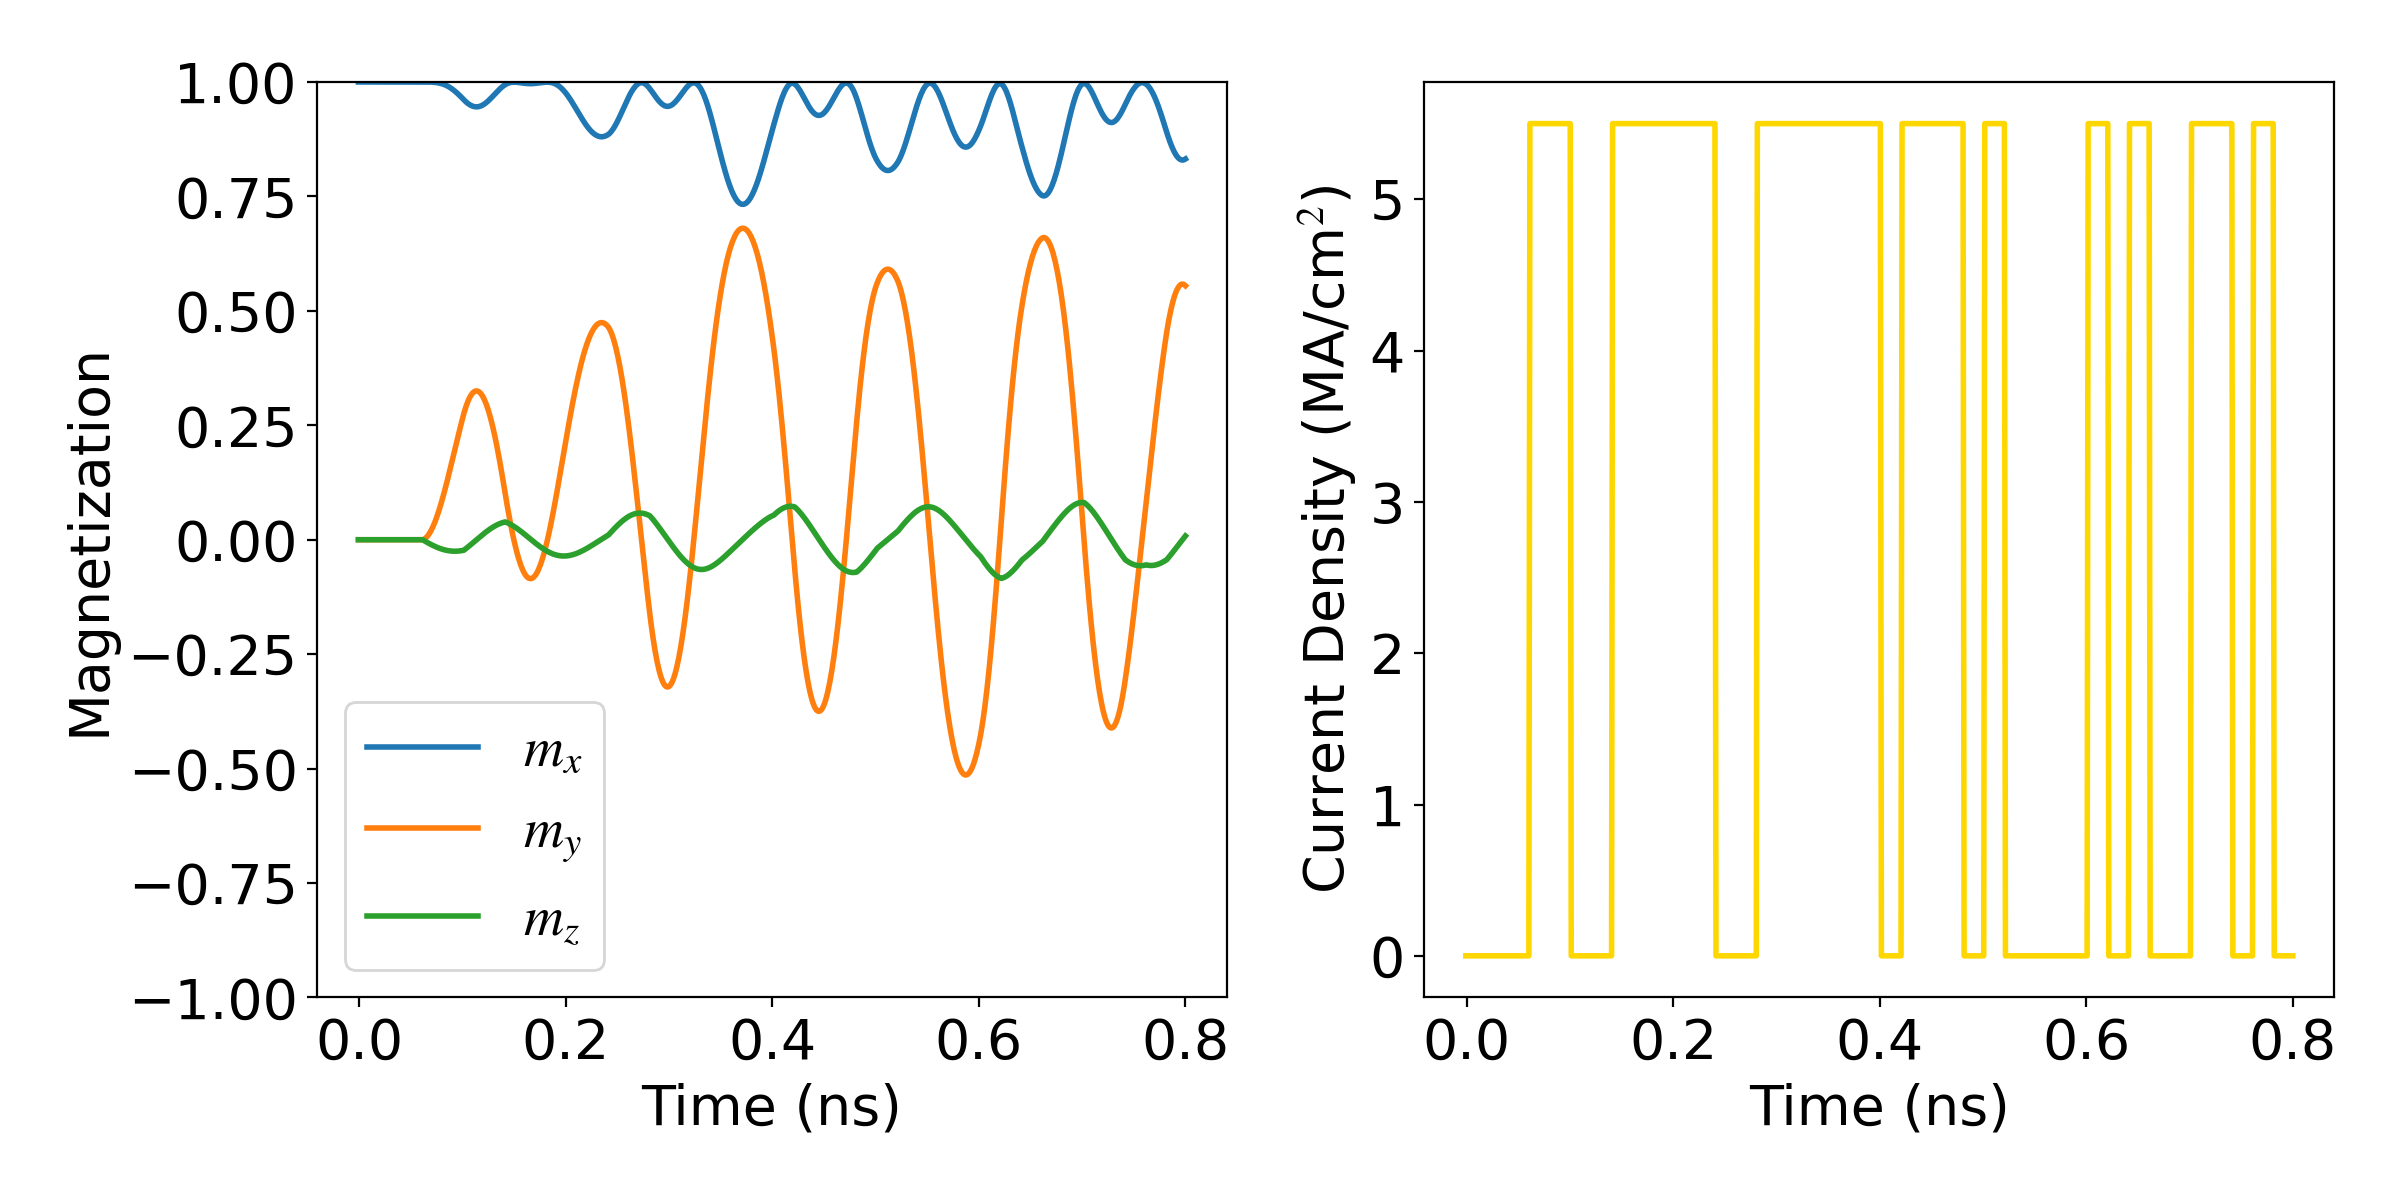 1.00
0.75
0.50
0.25
0.00
−0.25
−0.50
−0.75
−1.00
Magnetization
m_x
m_y
m_z
0.0 0.2 0.4 0.6 0.8
Time (ns)
5
4
3
2
1
0
Current Density (MA/cm²)
0.0 0.2 0.4 0.6 0.8
Time (ns)